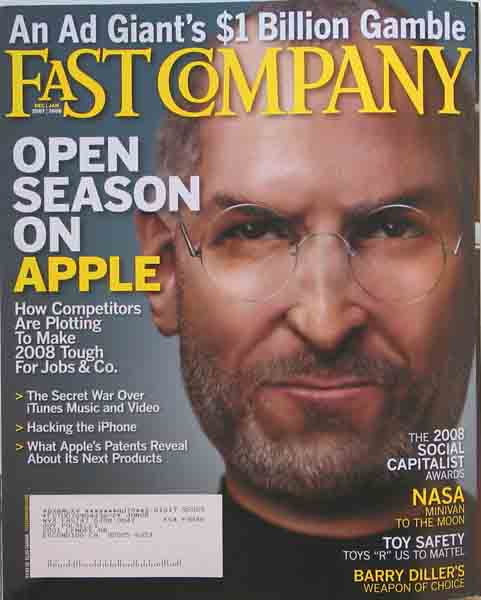 An Ad Giant's $1 Billion Gamble
FAST COMPANY
DEC|JAN
2007|2008
OPEN
SEASON
ON
APPLE
How Competitors
Are Plotting
To Make
2008 Tough
For Jobs & Co.
> The Secret War Over
iTunes Music and Video
> Hacking the iPhone
> What Apple's Patents Reveal
About Its Next Products
THE 2008
SOCIAL
CAPITALIST
AWARDS
NASA
MINIVAN
TO THE MOON
TOY SAFETY
TOYS "R" US TO MATTEL
BARRY DILLER'S
WEAPON OF CHOICE